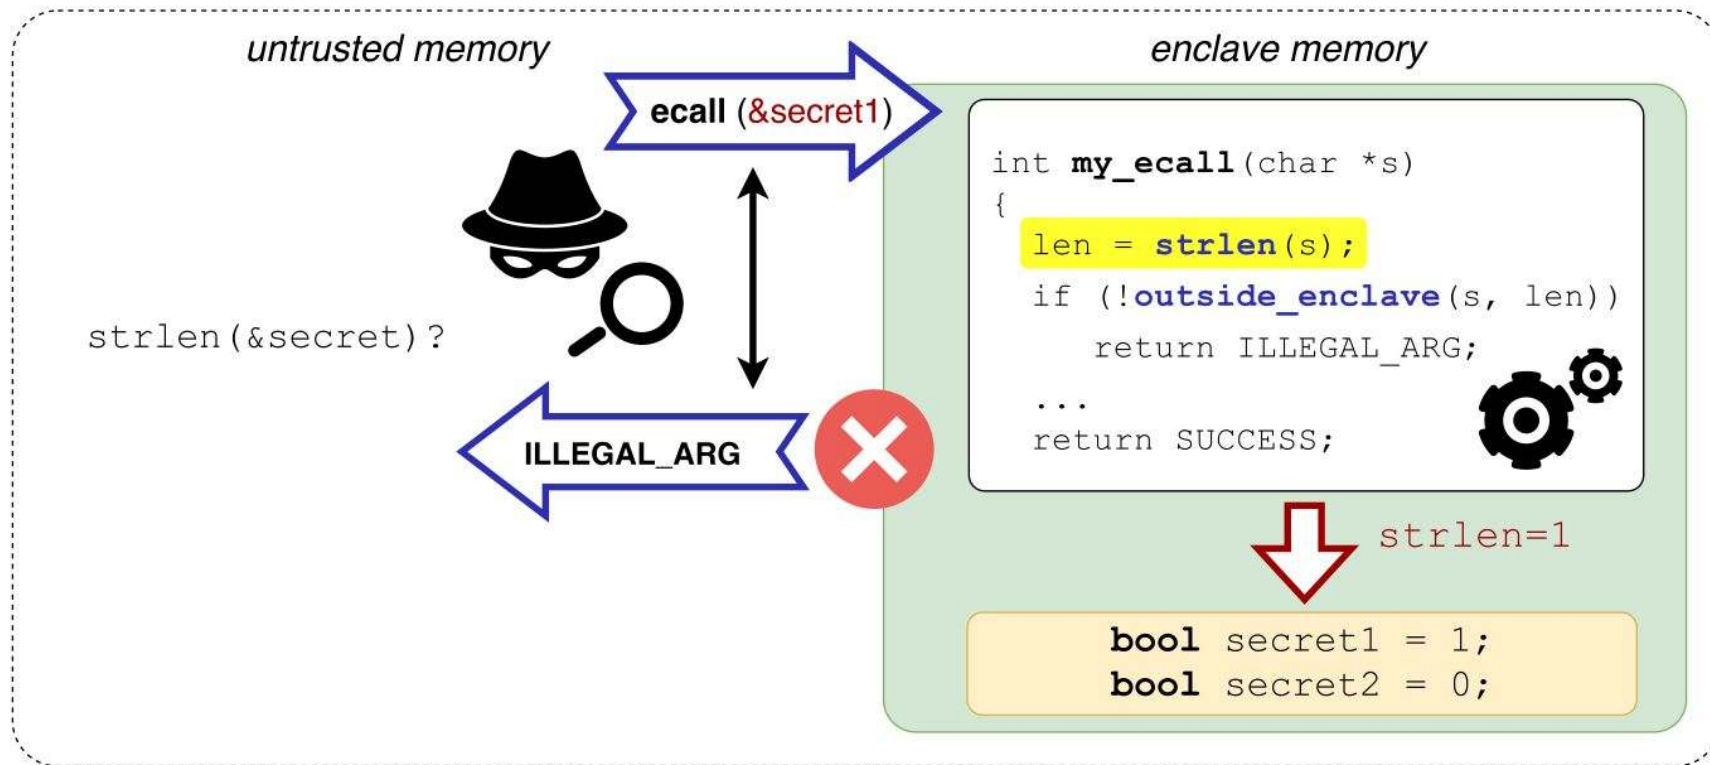 untrusted memory
enclave memory
ecall (&secret1)
int my_ecall(char *s)
{
len = strlen(s);
if (!outside_enclave(s, len))
return ILLEGAL_ARG;
...
return SUCCESS;
strlen(&secret)?
ILLEGAL_ARG
strlen=1
bool secret1 = 1;
bool secret2 = 0;